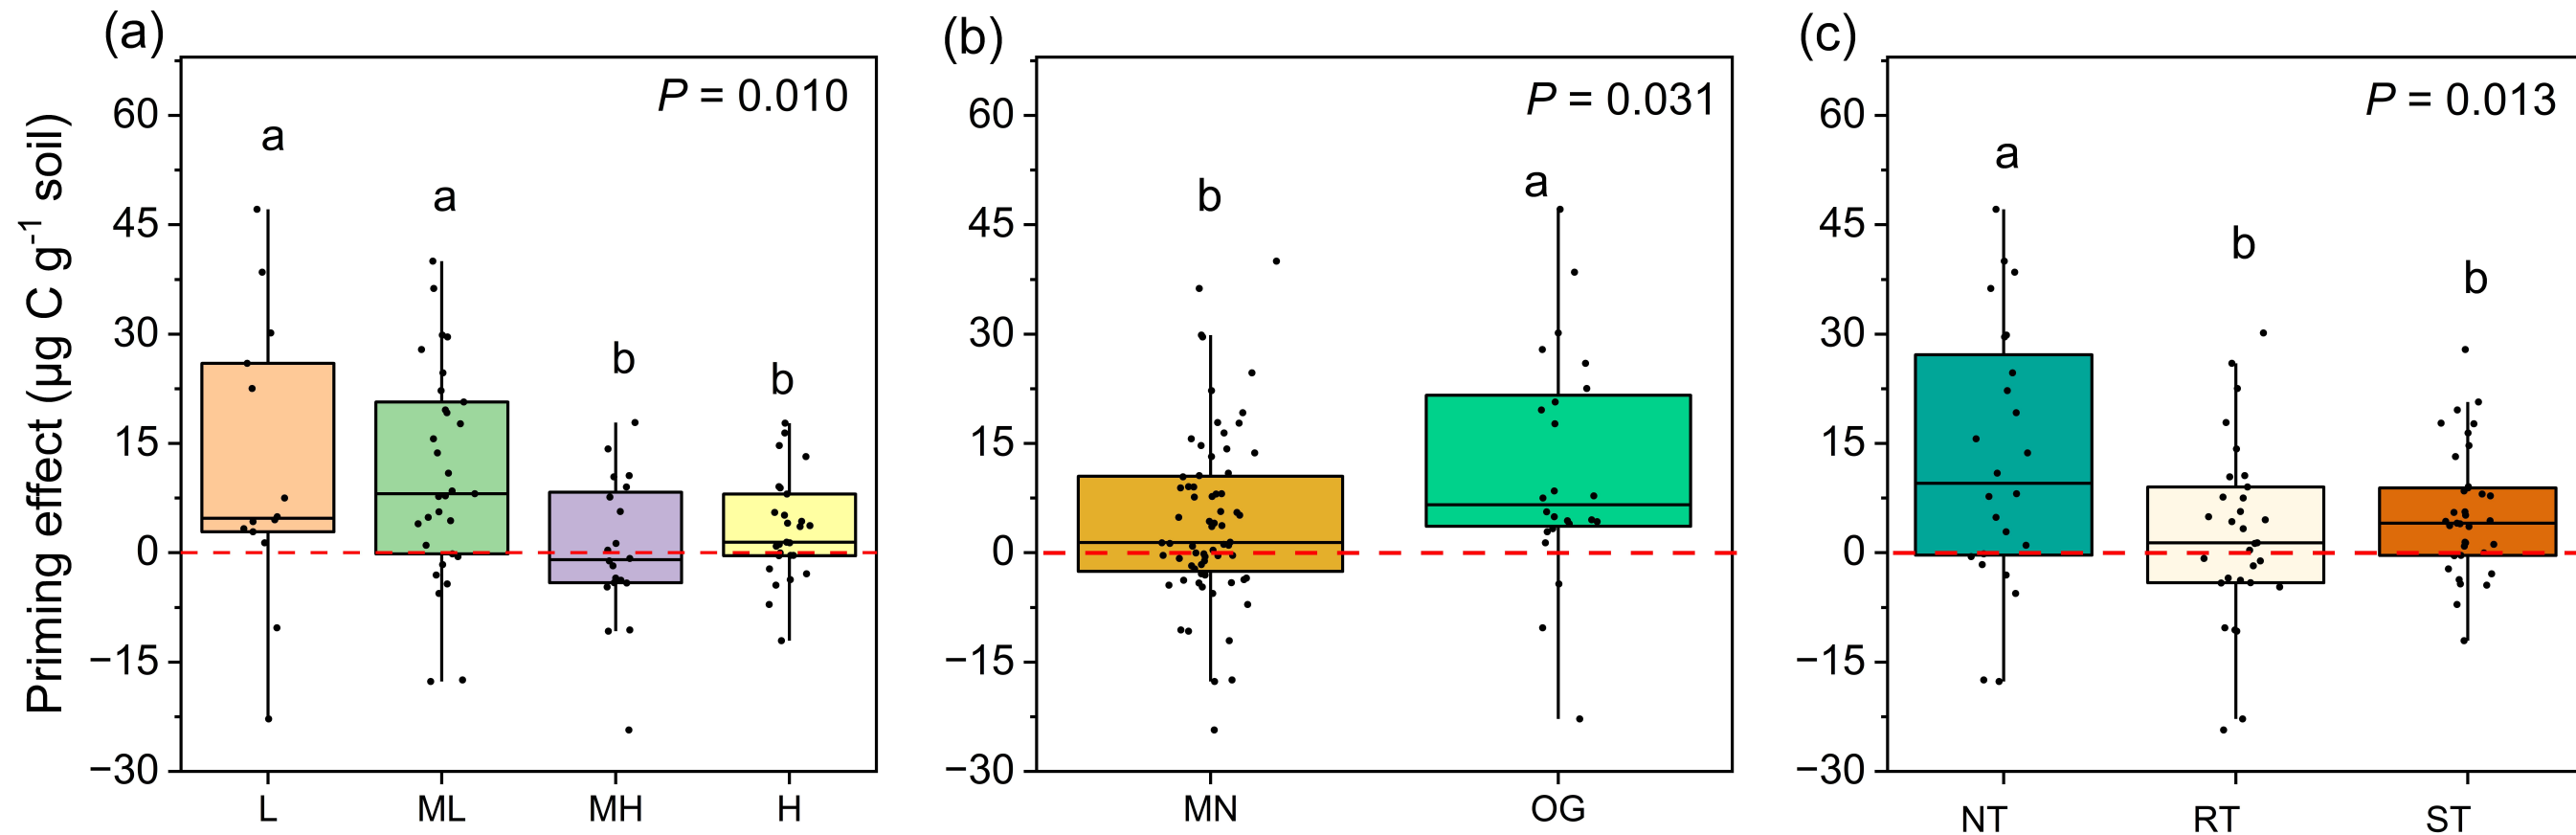 (a)
(b)
(c)
Priming effect (μg C g⁻¹ soil)
P = 0.010
60
45
30
15
0
−15
−30
a
a
b
b
L ML MH H
P = 0.031
60
45
30
15
0
−15
−30
b
a
MN OG
P = 0.013
60
45
30
15
0
−15
−30
a
b
b
NT RT ST